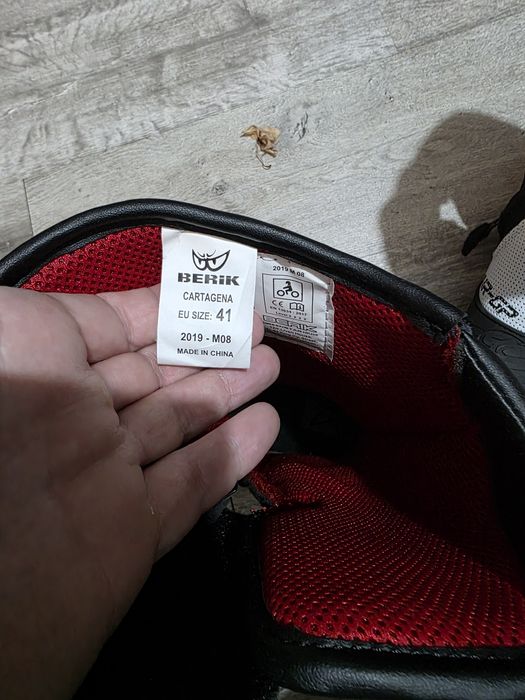 BERIK
CARTAGENA
EU SIZE: 41
2019 - M08
MADE IN CHINA
2019 M 08
CE